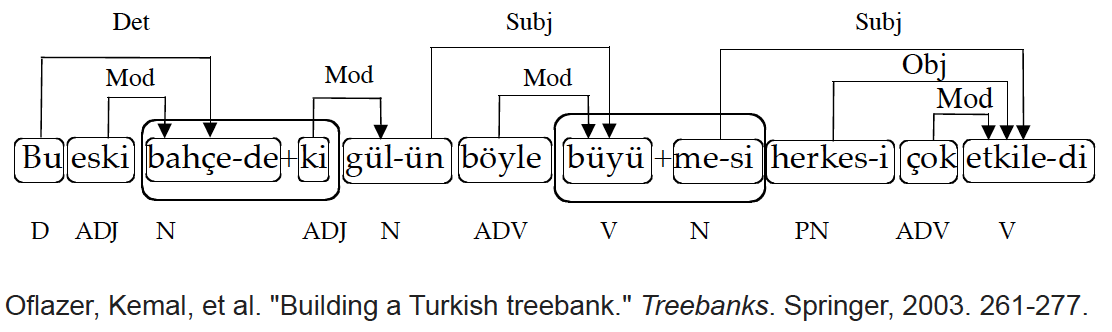 Det Subj Subj
Mod Mod Mod Obj
Mod
Bu eski bahçe-de+ki gül-ün böyle büyü+me-si herkes-i çok etkile-di
D ADJ N ADJ N ADV V N PN ADV V
Oflazer, Kemal, et al. "Building a Turkish treebank." Treebanks. Springer, 2003. 261-277.